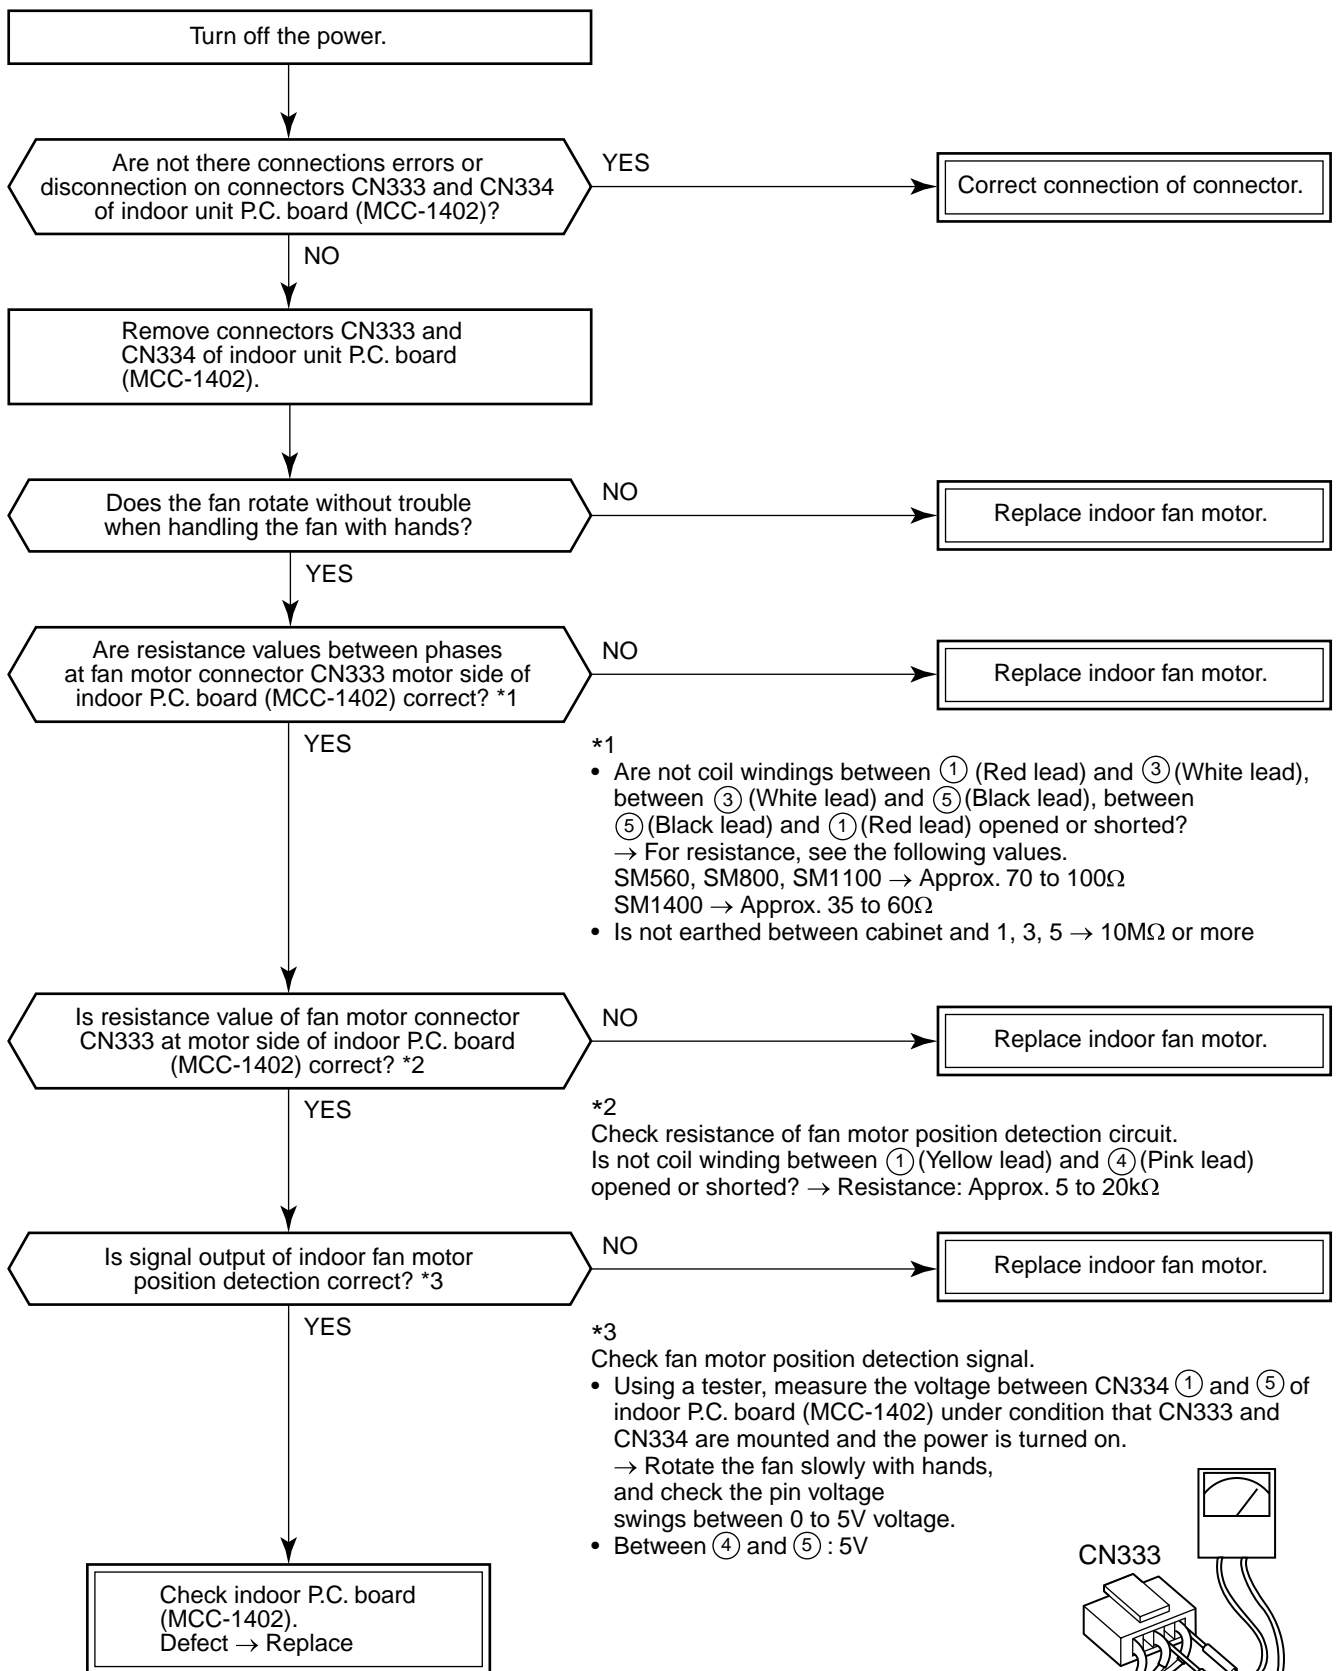 Turn off the power.
Are not there connections errors or
disconnection on connectors CN333 and CN334
of indoor unit P.C. board (MCC-1402)?
YES
Correct connection of connector.
NO
Remove connectors CN333 and
CN334 of indoor unit P.C. board
(MCC-1402).
Does the fan rotate without trouble
when handling the fan with hands?
NO
Replace indoor fan motor.
YES
Are resistance values between phases
at fan motor connector CN333 motor side of
indoor P.C. board (MCC-1402) correct? *1
NO
Replace indoor fan motor.
YES
*1
• Are not coil windings between ① (Red lead) and ③ (White lead),
between ③ (White lead) and ⑤ (Black lead), between
⑤ (Black lead) and ① (Red lead) opened or shorted?
→ For resistance, see the following values.
SM560, SM800, SM1100 → Approx. 70 to 100Ω
SM1400 → Approx. 35 to 60Ω
• Is not earthed between cabinet and 1, 3, 5 → 10MΩ or more
Is resistance value of fan motor connector
CN333 at motor side of indoor P.C. board
(MCC-1402) correct? *2
NO
Replace indoor fan motor.
YES
*2
Check resistance of fan motor position detection circuit.
Is not coil winding between ① (Yellow lead) and ④ (Pink lead)
opened or shorted? → Resistance: Approx. 5 to 20kΩ
Is signal output of indoor fan motor
position detection correct? *3
NO
Replace indoor fan motor.
YES
*3
Check fan motor position detection signal.
• Using a tester, measure the voltage between CN334 ① and ⑤ of
indoor P.C. board (MCC-1402) under condition that CN333 and
CN334 are mounted and the power is turned on.
→ Rotate the fan slowly with hands,
and check the pin voltage
swings between 0 to 5V voltage.
• Between ④ and ⑤ : 5V
CN333
Check indoor P.C. board
(MCC-1402).
Defect → Replace